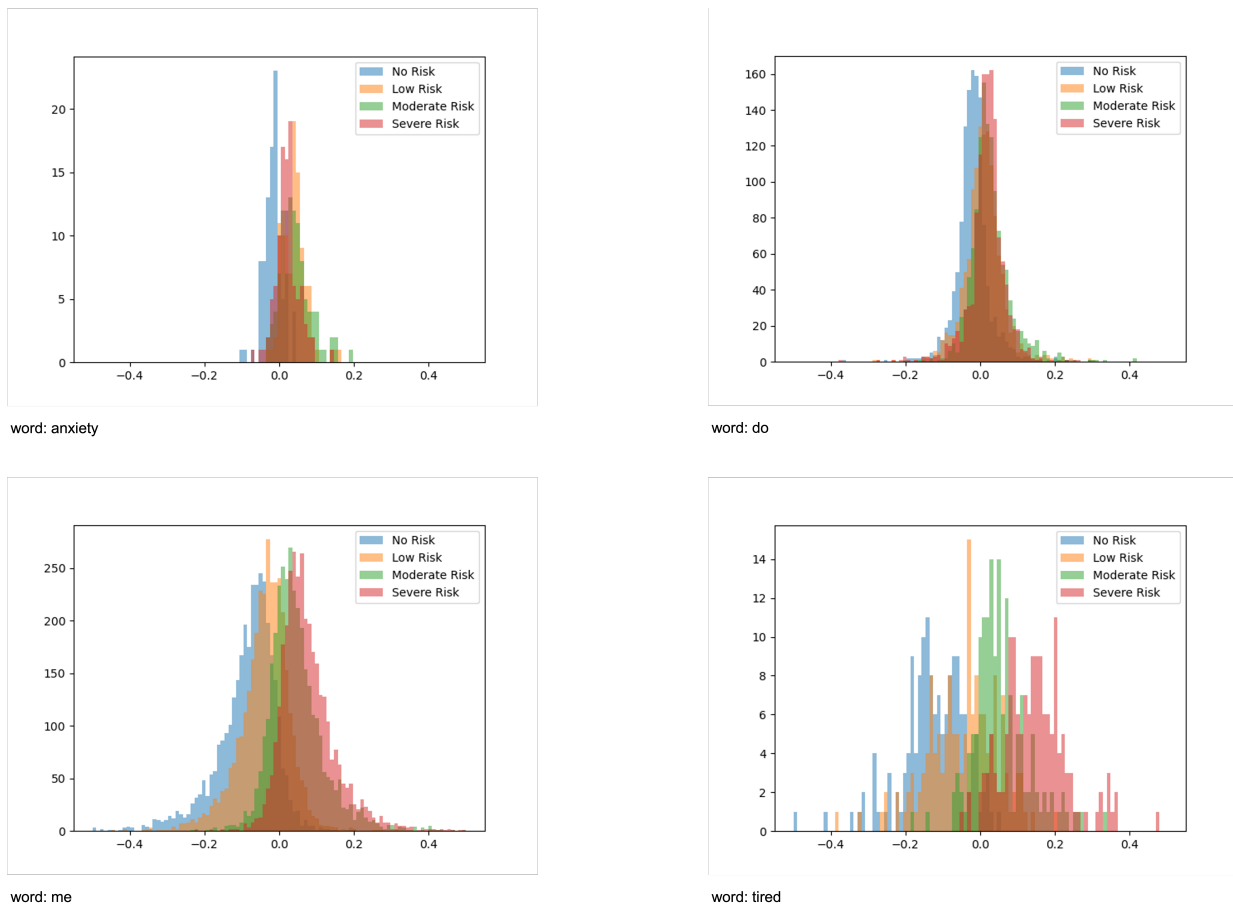 No Risk
Low Risk
Moderate Risk
Severe Risk
20
15
10
5
0
−0.4 −0.2 0.0 0.2 0.4
word: anxiety
No Risk
Low Risk
Moderate Risk
Severe Risk
160
140
120
100
80
60
40
20
0
−0.4 −0.2 0.0 0.2 0.4
word: do
No Risk
Low Risk
Moderate Risk
Severe Risk
250
200
150
100
50
0
−0.4 −0.2 0.0 0.2 0.4
word: me
No Risk
Low Risk
Moderate Risk
Severe Risk
14
12
10
8
6
4
2
0
−0.4 −0.2 0.0 0.2 0.4
word: tired